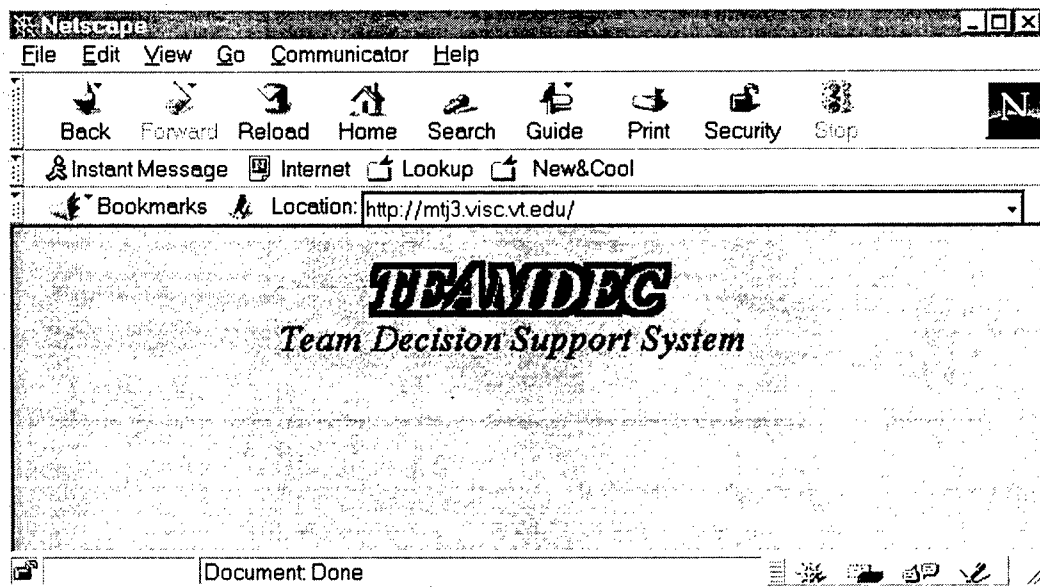 Netscape
File Edit View Go Communicator Help
Back Forward Reload Home Search Guide Print Security Stop
N
Instant Message Internet Lookup New&Cool
Bookmarks Location: http://mtj3.visc.vt.edu/
TEAMDEC
Team Decision Support System
Document: Done